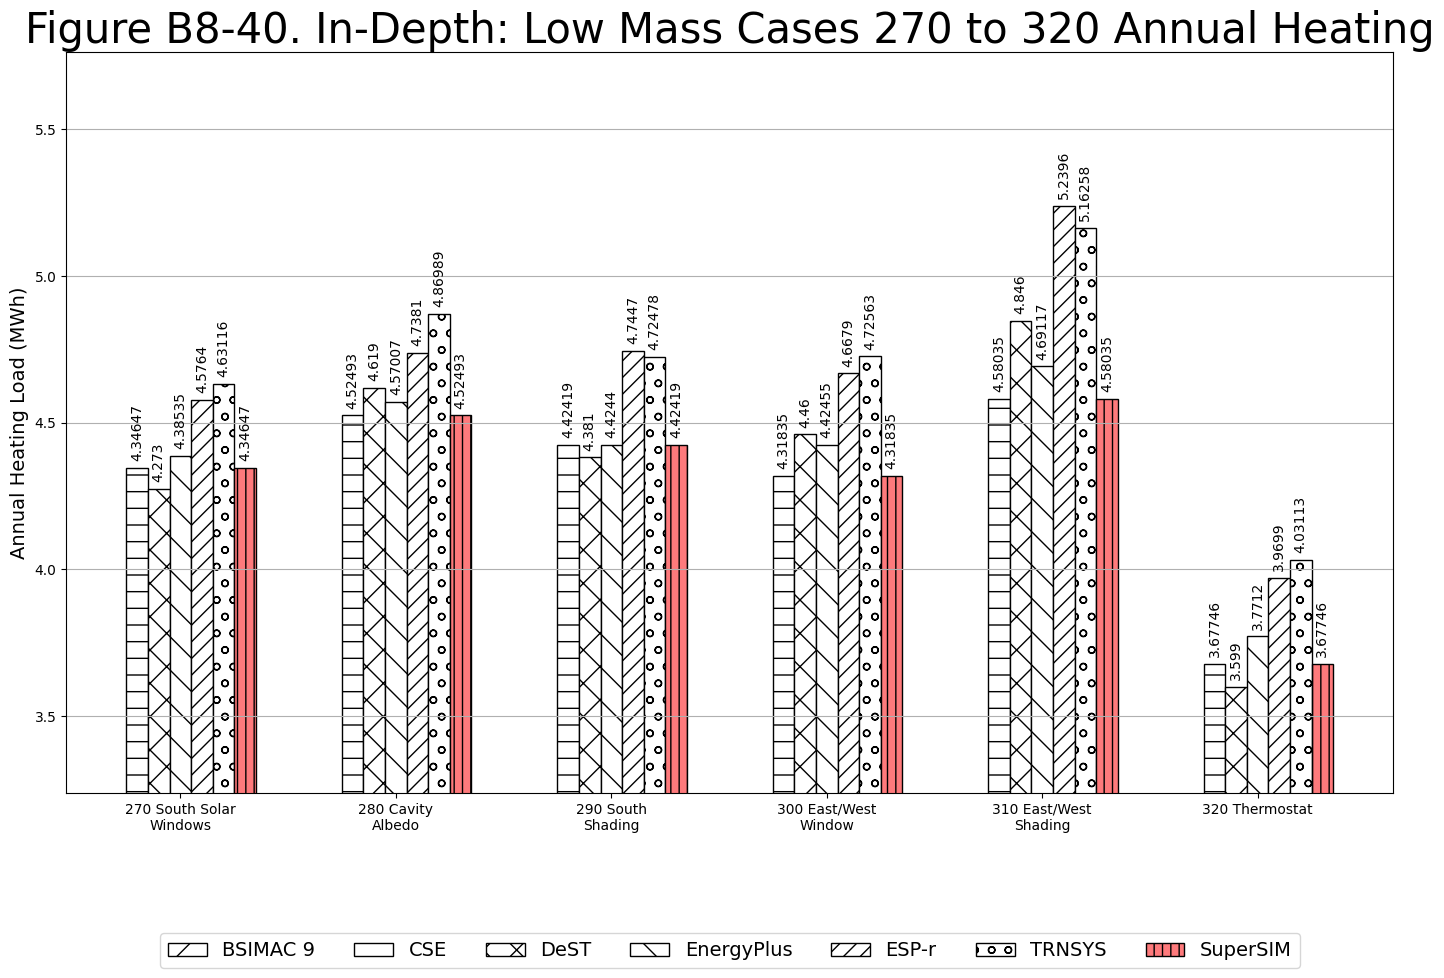 Figure B8-40. In-Depth: Low Mass Cases 270 to 320 Annual Heating
Annual Heating Load (MWh)
5.5
5.0
4.5
4.0
3.5
4.34647
4.273
4.38535
4.5764
4.63116
4.34647
4.52493
4.619
4.57007
4.7381
4.86989
4.52493
4.42419
4.381
4.4244
4.7447
4.72478
4.42419
4.31835
4.46
4.42455
4.6679
4.72563
4.31835
4.58035
4.846
4.69117
5.2396
5.16258
4.58035
3.67746
3.599
3.7712
3.9699
4.03113
3.67746
270 South Solar
Windows
280 Cavity
Albedo
290 South
Shading
300 East/West
Window
310 East/West
Shading
320 Thermostat
BSIMAC 9
CSE
DeST
EnergyPlus
ESP-r
TRNSYS
SuperSIM